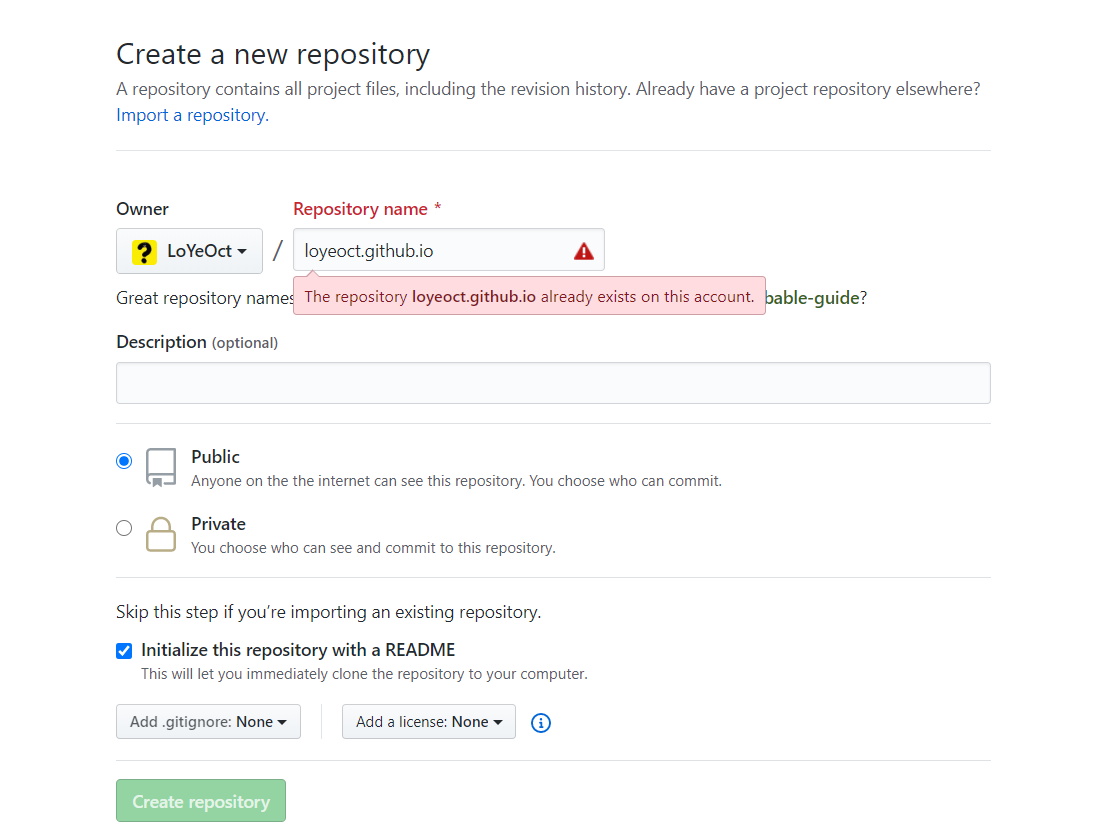 Create a new repository
A repository contains all project files, including the revision history. Already have a project repository elsewhere?
Import a repository.
Owner
Repository name *
LoYeOct
/
loyeoct.github.io
Great repository names
The repository loyeoct.github.io already exists on this account.
bable-guide?
Description (optional)
Public
Anyone on the the internet can see this repository. You choose who can commit.
Private
You choose who can see and commit to this repository.
Skip this step if you’re importing an existing repository.
Initialize this repository with a README
This will let you immediately clone the repository to your computer.
Add .gitignore: None
Add a license: None
Create repository